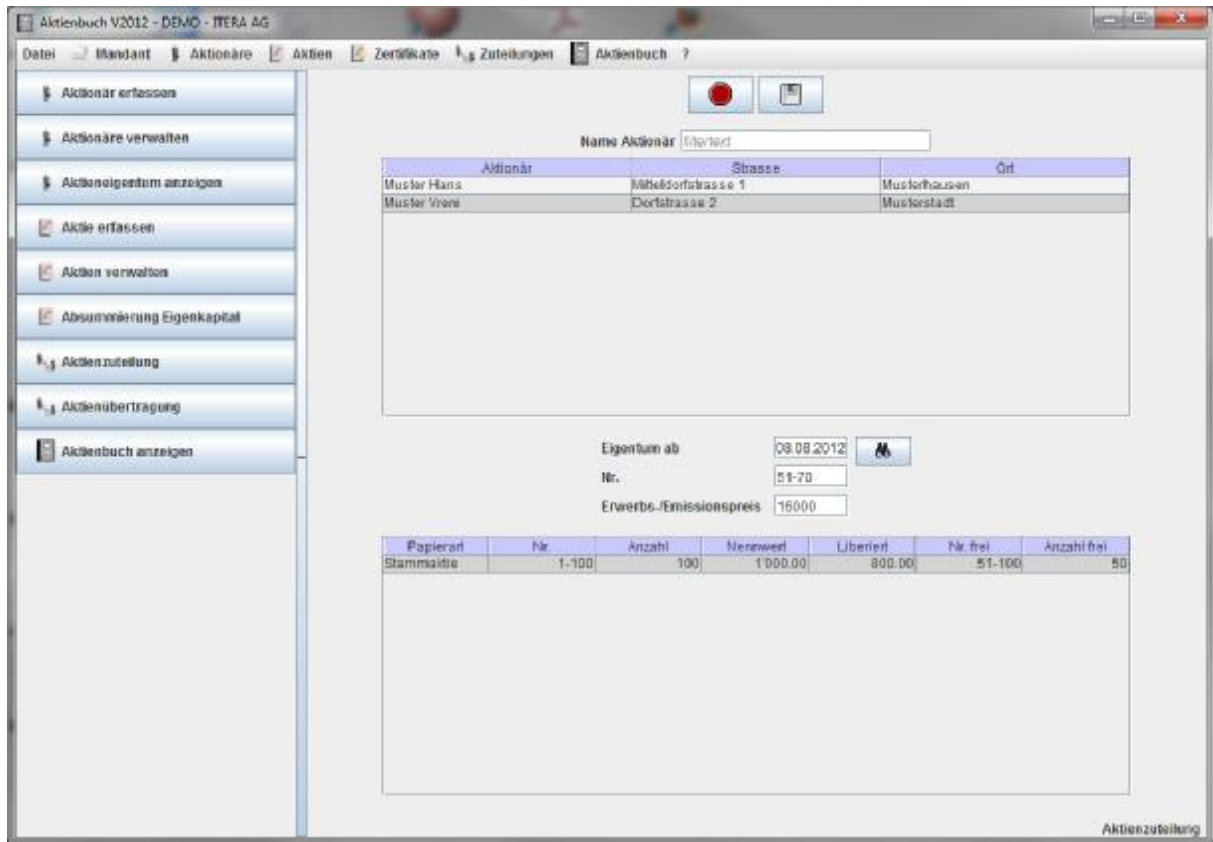 Aktienbuch V2012 - DEMO - ITERA AG
Datei Mandant Aktionäre Aktien Zertifikate Zuteilungen Aktienbuch ?
Aktionär erfassen
Aktionäre verwalten
Aktieneigentum anzeigen
Aktie erfassen
Aktien verwalten
Absummierung Eigenkapital
Aktienzuteilung
Aktienübertragung
Aktienbuch anzeigen
Name Aktionär filtertext
Aktionär Strasse Ort
Muster Hans Mitteldorfstrasse 1 Musterhausen
Muster Vreni Dorfstrasse 2 Musterstadt
Eigentum ab 08.08.2012
Nr. 51-70
Erwerbs-/Emissionspreis 16000
Papierart Nr. Anzahl Nennwert Liberiert Nr. frei Anzahl frei
Stammaktie 1-100 100 1'000.00 800.00 51-100 50
Aktienzuteilung